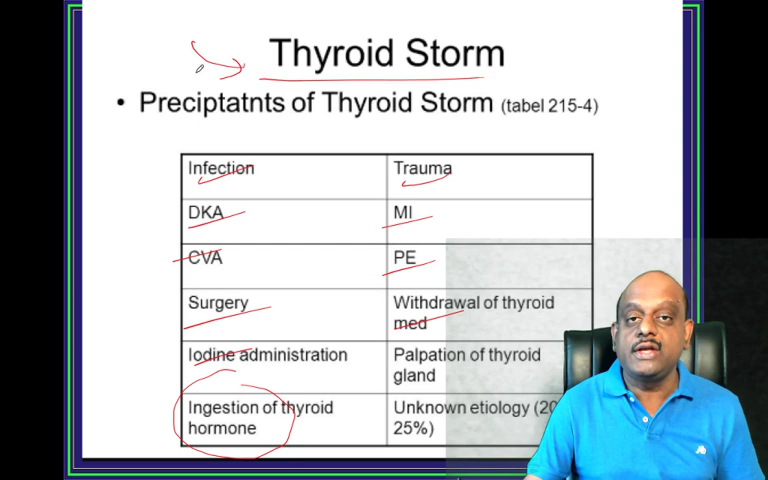 Thyroid Storm
• Preciptatnts of Thyroid Storm (tabel 215-4)
Infection Trauma
DKA MI
CVA PE
Surgery Withdrawal of thyroid
med
Iodine administration Palpation of thyroid
gland
Ingestion of thyroid Unknown etiology (20
hormone 25%)